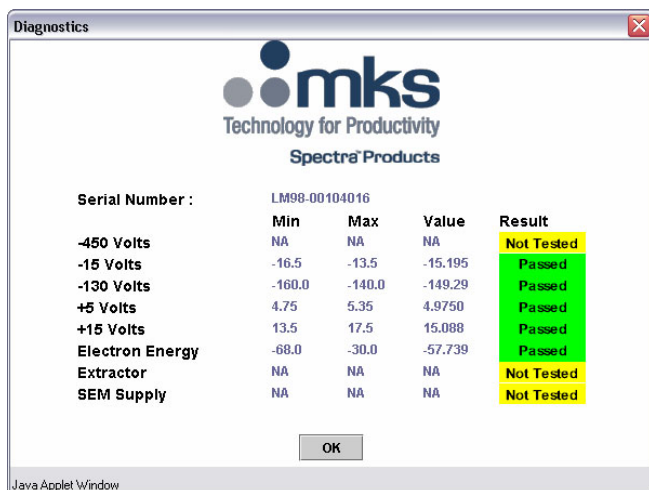 Diagnostics
mks
Technology for Productivity
Spectra™Products
Serial Number : LM98-00104016
Min Max Value Result
-450 Volts NA NA NA Not Tested
-15 Volts -16.5 -13.5 -15.195 Passed
-130 Volts -160.0 -140.0 -149.29 Passed
+5 Volts 4.75 5.35 4.9750 Passed
+15 Volts 13.5 17.5 15.088 Passed
Electron Energy -68.0 -30.0 -57.739 Passed
Extractor NA NA NA Not Tested
SEM Supply NA NA NA Not Tested
OK
Java Applet Window